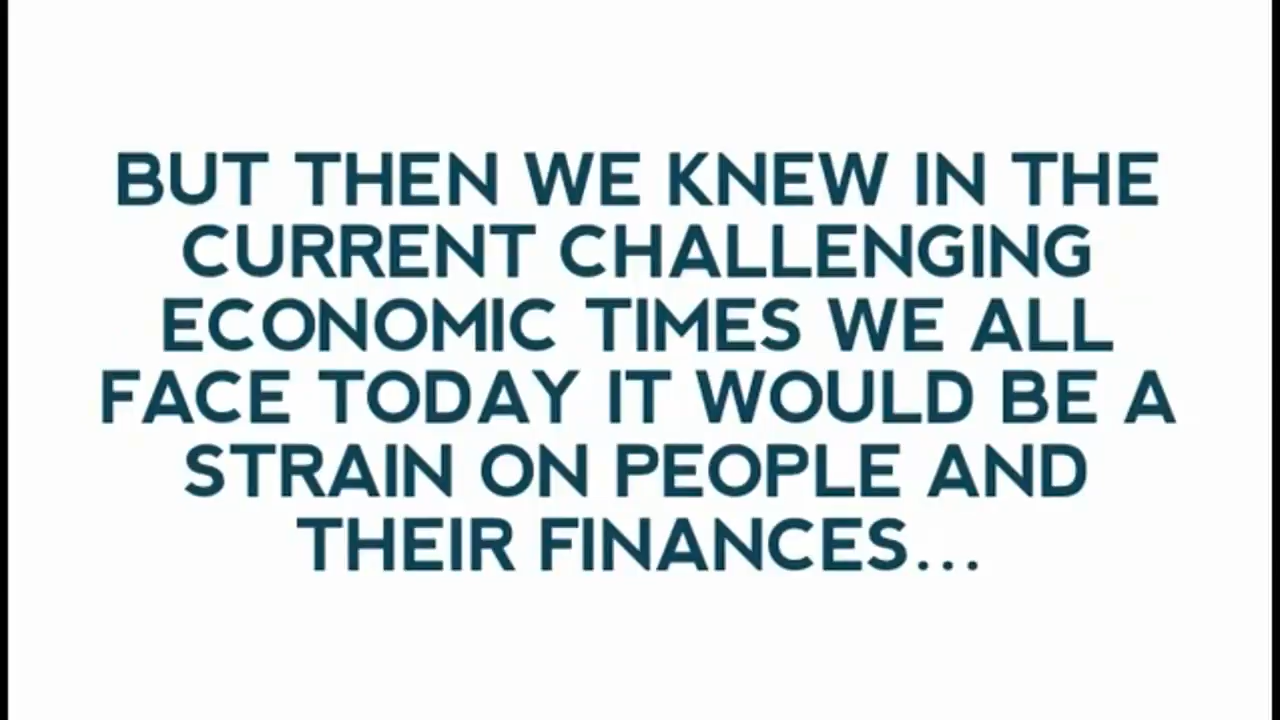 BUT THEN WE KNEW IN THE
CURRENT CHALLENGING
ECONOMIC TIMES WE ALL
FACE TODAY IT WOULD BE A
STRAIN ON PEOPLE AND
THEIR FINANCES...